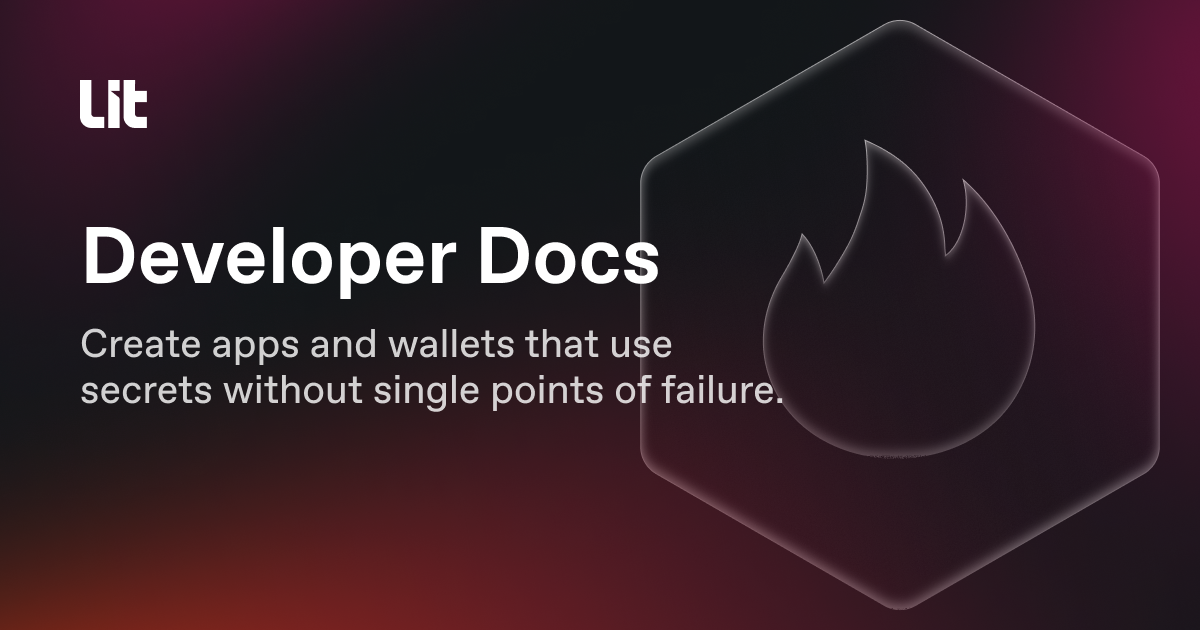 Lit
Developer Docs
Create apps and wallets that use
secrets without single points of failure.